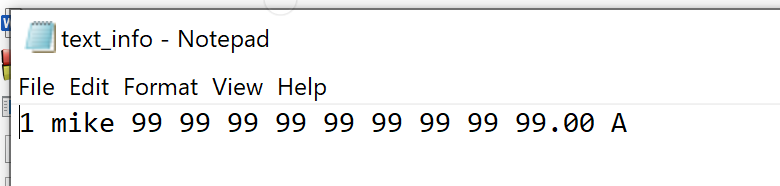 text_info - Notepad
File Edit Format View Help
1 mike 99 99 99 99 99 99 99 99 99.00 A